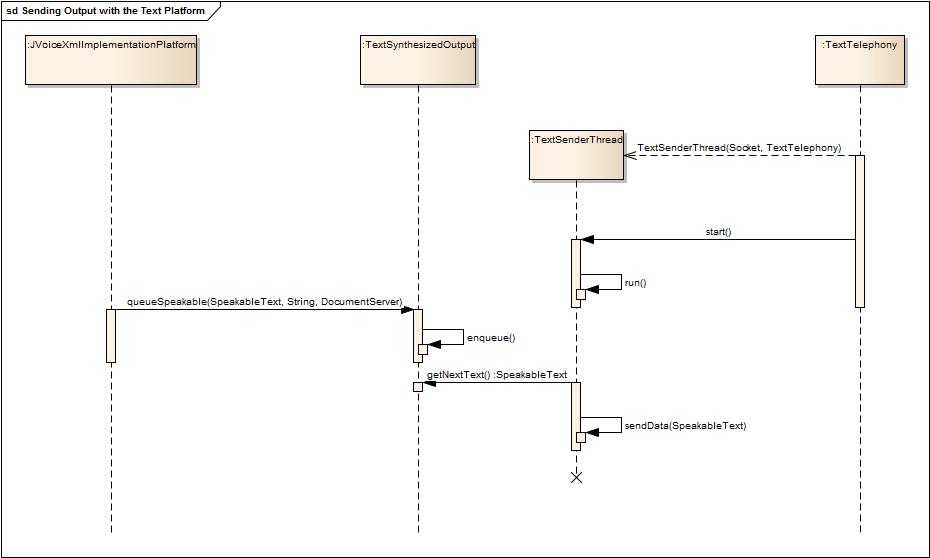 sd Sending Output with the Text Platform
:JVoiceXmlImplementationPlatform
:TextSynthesizedOutput
:TextTelephony
:TextSenderThread
TextSenderThread(Socket, TextTelephony)
start()
run()
queueSpeakable(SpeakableText, String, DocumentServer)
enqueue()
getNextText() :SpeakableText
sendData(SpeakableText)